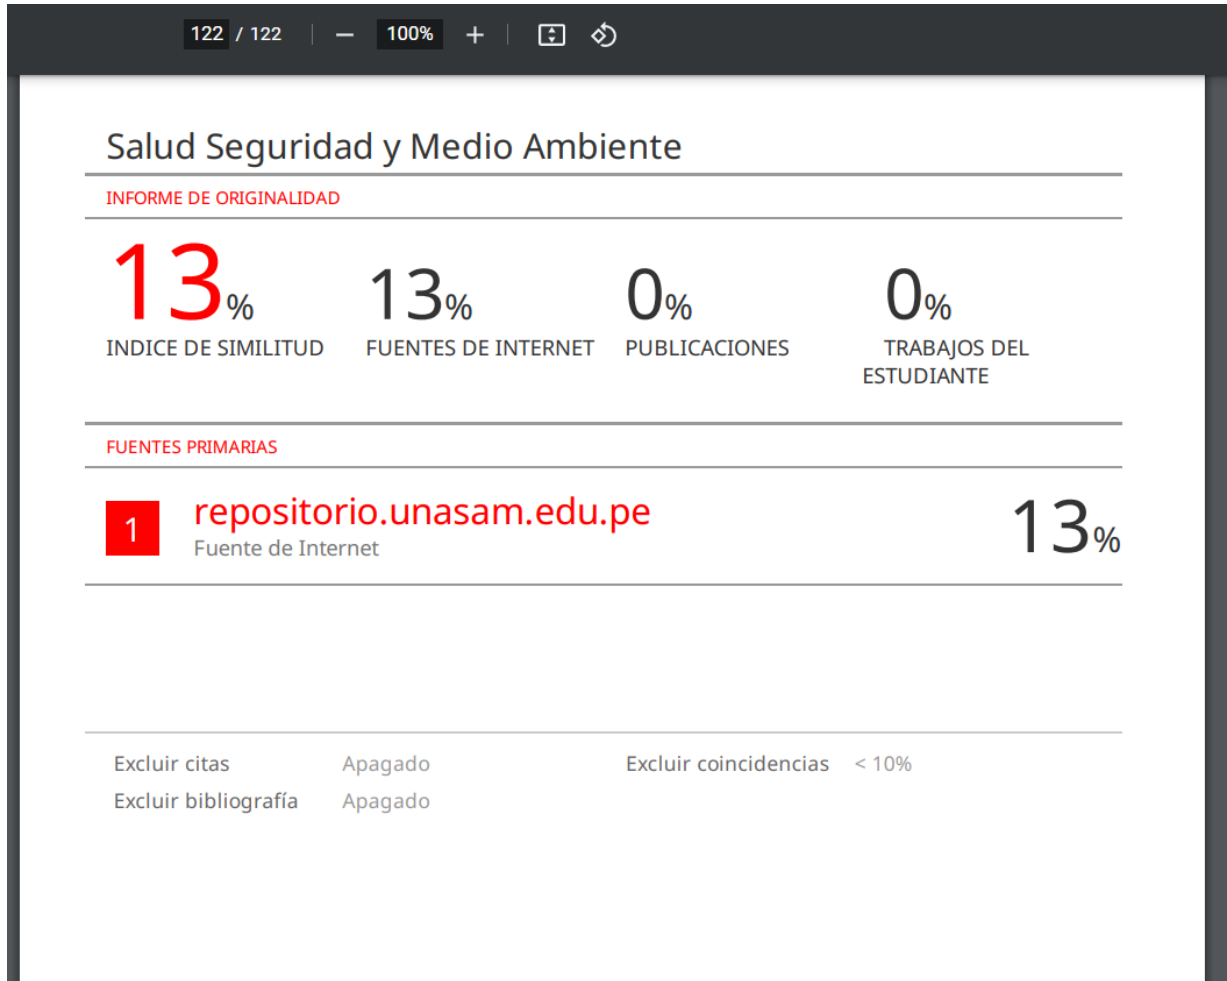 122 / 122 — 100% +
Salud Seguridad y Medio Ambiente
INFORME DE ORIGINALIDAD
13% 13% 0% 0%
INDICE DE SIMILITUD FUENTES DE INTERNET PUBLICACIONES TRABAJOS DEL
ESTUDIANTE
FUENTES PRIMARIAS
1 repositorio.unasam.edu.pe 13%
Fuente de Internet
Excluir citas Apagado Excluir coincidencias < 10%
Excluir bibliografía Apagado